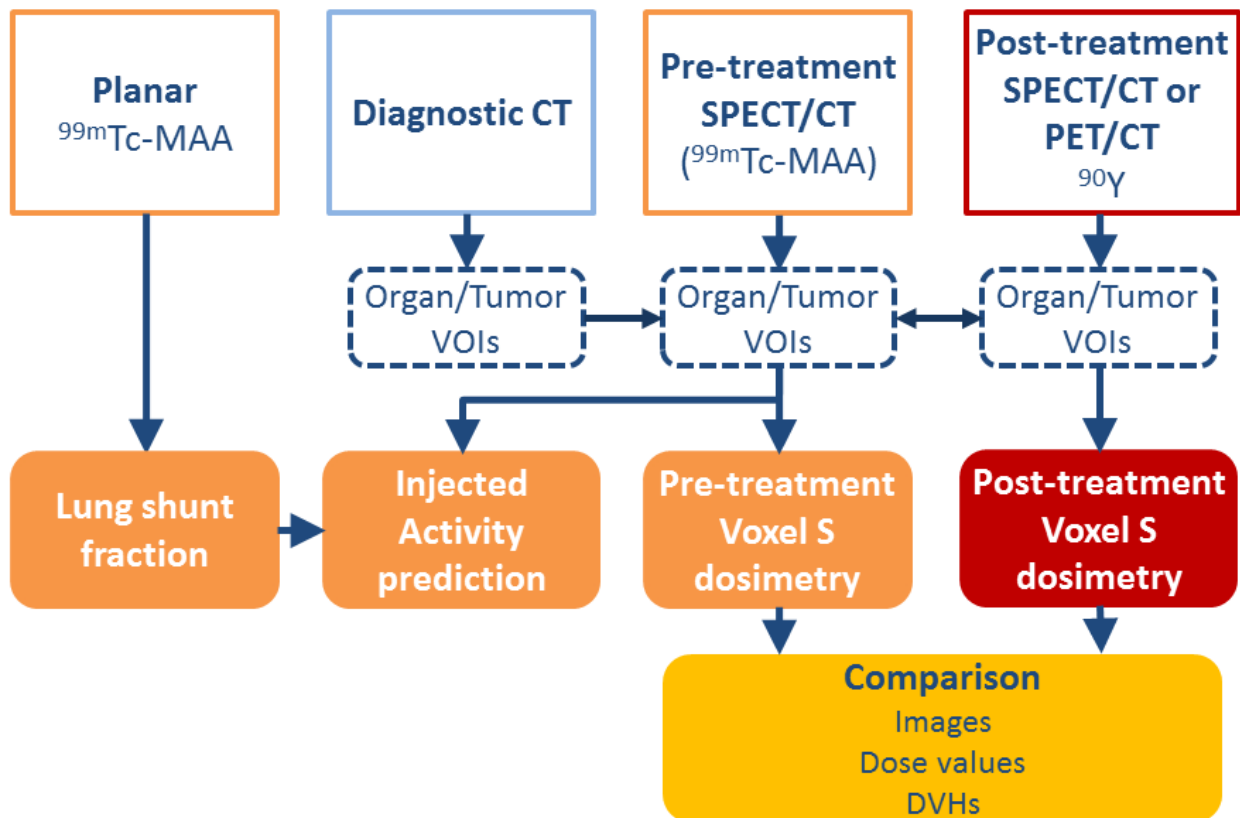 Planar
⁹⁹ᵐTc-MAA
Diagnostic CT
Pre-treatment
SPECT/CT
(⁹⁹ᵐTc-MAA)
Post-treatment
SPECT/CT or
PET/CT
⁹⁰Y
Organ/Tumor
VOIs
Organ/Tumor
VOIs
Organ/Tumor
VOIs
Lung shunt
fraction
Injected
Activity
prediction
Pre-treatment
Voxel S
dosimetry
Post-treatment
Voxel S
dosimetry
Comparison
Images
Dose values
DVHs